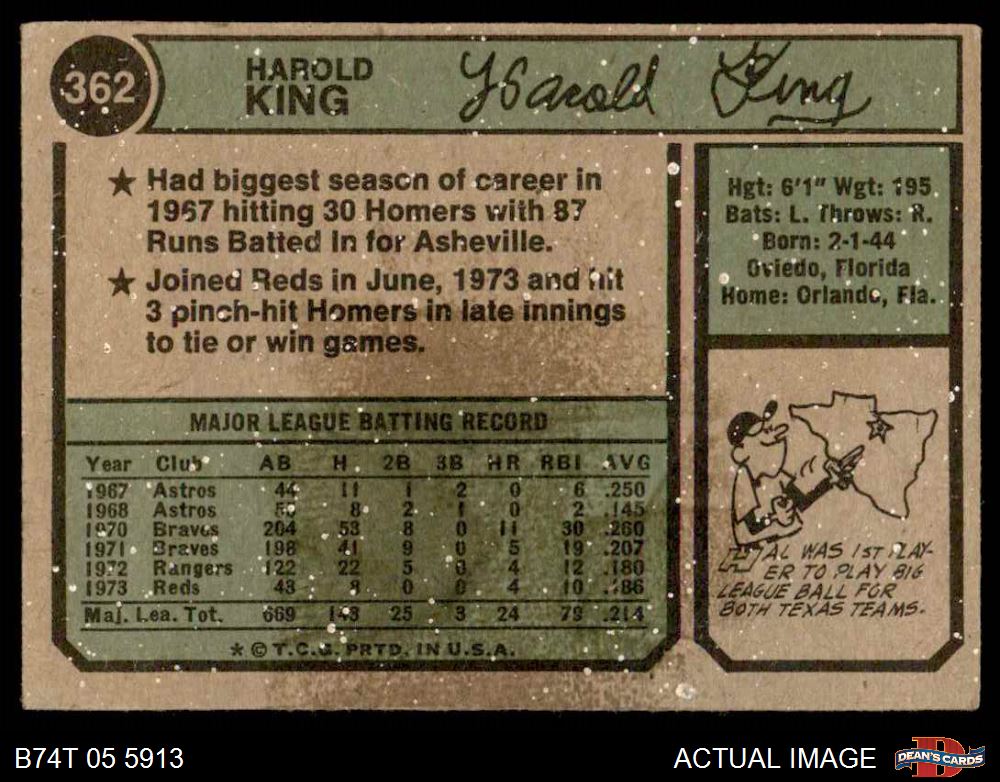 362
HAROLD
KING
Harold King
★ Had biggest season of career in
1967 hitting 30 Homers with 87
Runs Batted In for Asheville.
★ Joined Reds in June, 1973 and hit
3 pinch-hit Homers in late innings
to tie or win games.
Hgt: 6'1" Wgt: 195
Bats: L. Throws: R.
Born: 2-1-44
Oviedo, Florida
Home: Orlando, Fla.
MAJOR LEAGUE BATTING RECORD
Year Club AB H 2B 3B HR RBI AVG
1967 Astros 44 11 1 2 0 6 .250
1968 Astros 8 2 1 0 2 .145
1970 Braves 204 53 8 0 11 30 .260
1971 Braves 198 41 9 0 5 19 .207
1972 Rangers 122 22 5 0 4 12 .180
1973 Reds 43 8 0 0 4 10 .186
Maj. Lea. Tot. 669 143 25 3 24 79 .214
* © T.C.G. PRTD. IN U.S.A.
HAL WAS 1ST PLAY-
ER TO PLAY BIG
LEAGUE BALL FOR
BOTH TEXAS TEAMS.
B74T 05 5913
ACTUAL IMAGE
D
DEAN'S CARDS